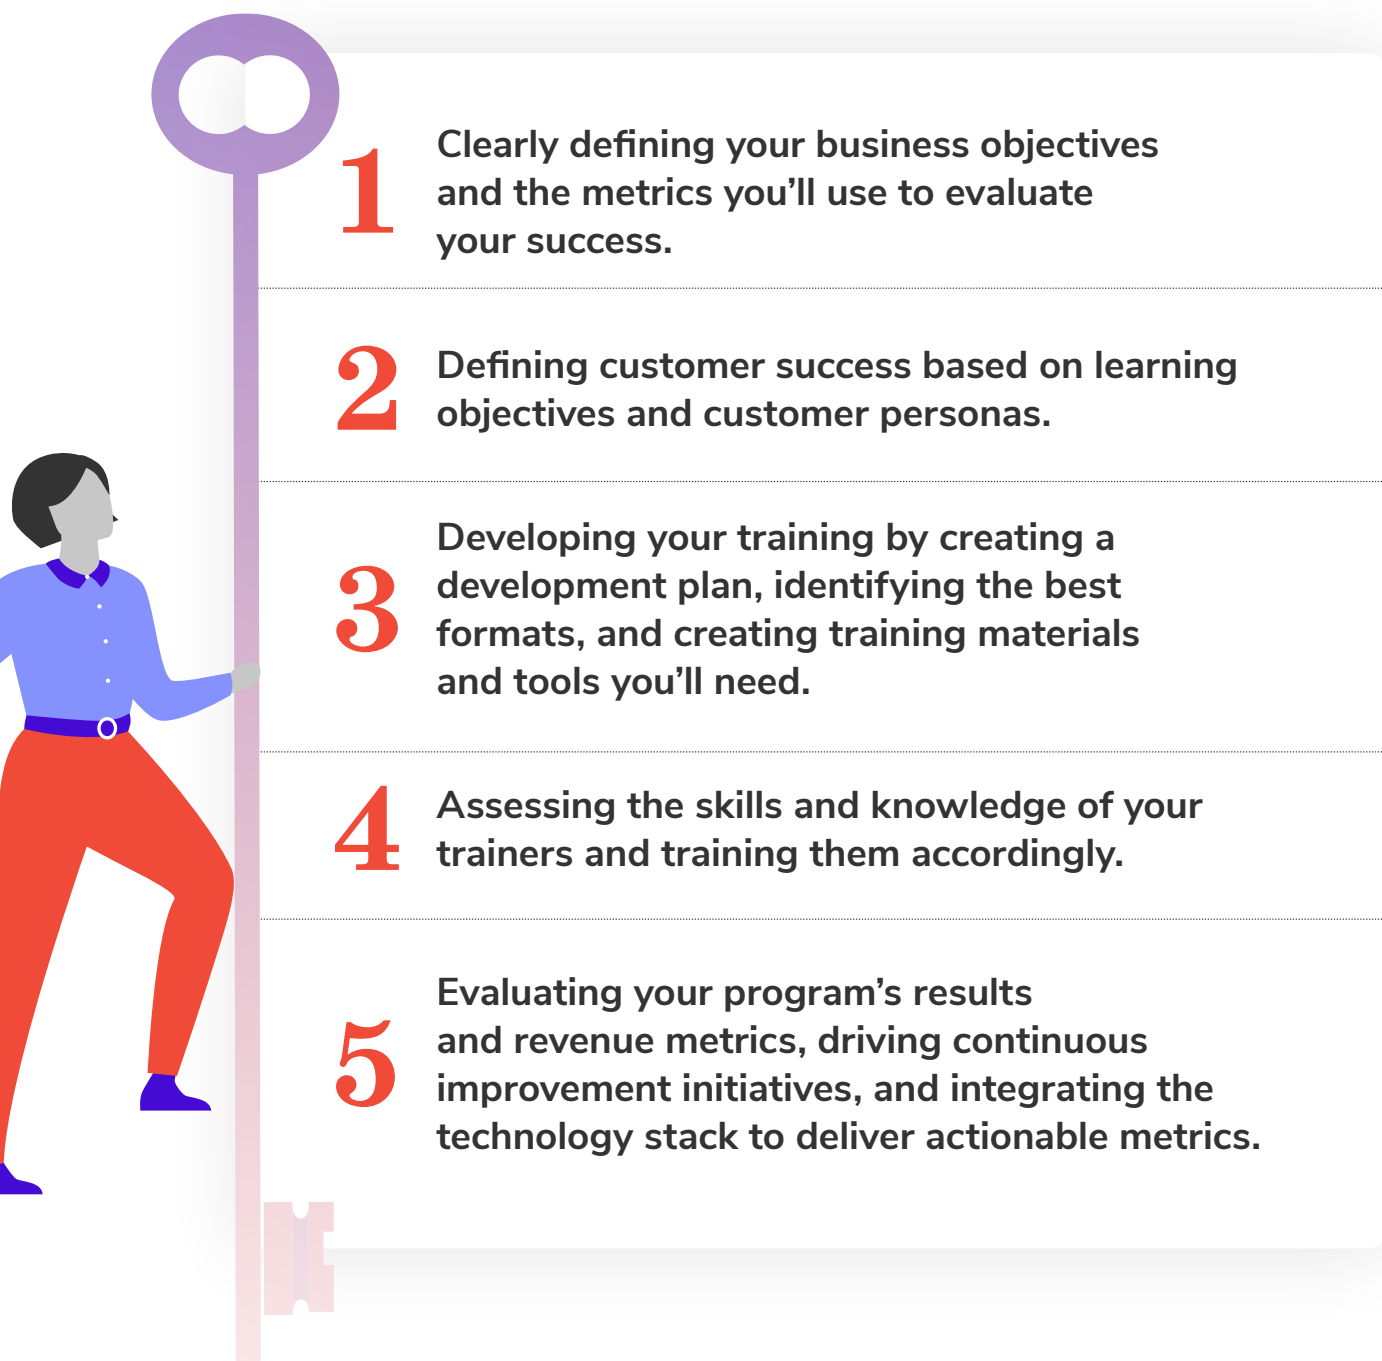 1
Clearly defining your business objectives
and the metrics you’ll use to evaluate
your success.
2
Defining customer success based on learning
objectives and customer personas.
3
Developing your training by creating a
development plan, identifying the best
formats, and creating training materials
and tools you’ll need.
4
Assessing the skills and knowledge of your
trainers and training them accordingly.
5
Evaluating your program’s results
and revenue metrics, driving continuous
improvement initiatives, and integrating the
technology stack to deliver actionable metrics.